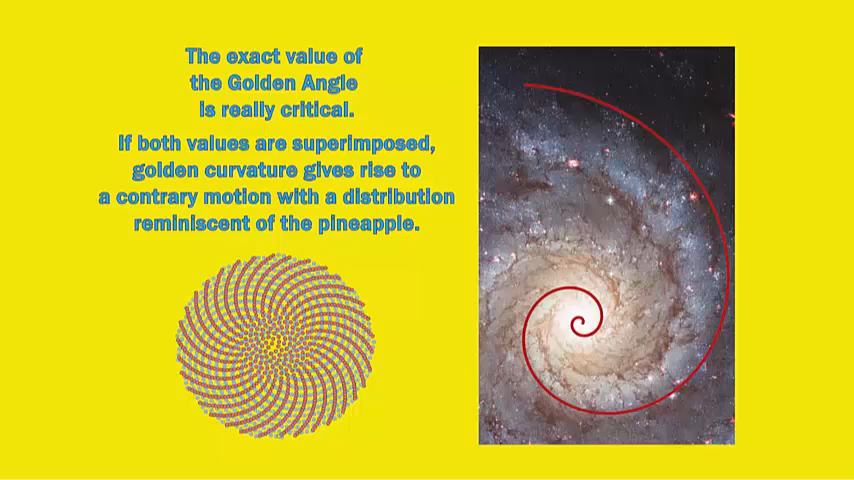 The exact value of
the Golden Angle
is really critical.
If both values are superimposed,
golden curvature gives rise to
a contrary motion with a distribution
reminiscent of the pineapple.